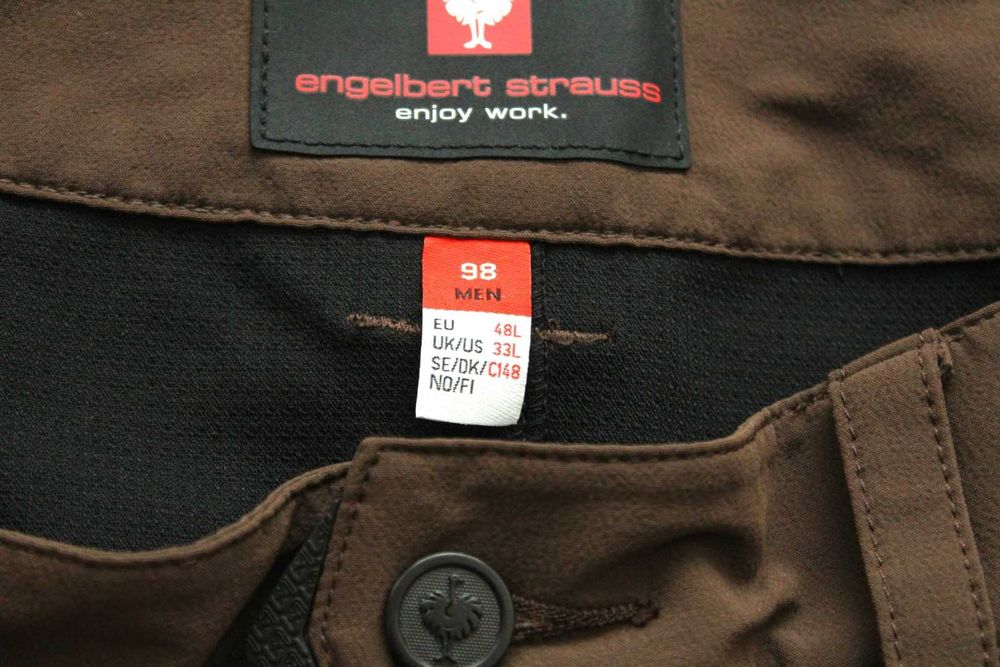 engelbert strauss
enjoy work.
98
MEN
EU 48L
UK/US 33L
SE/DK/ C148
NO/FI